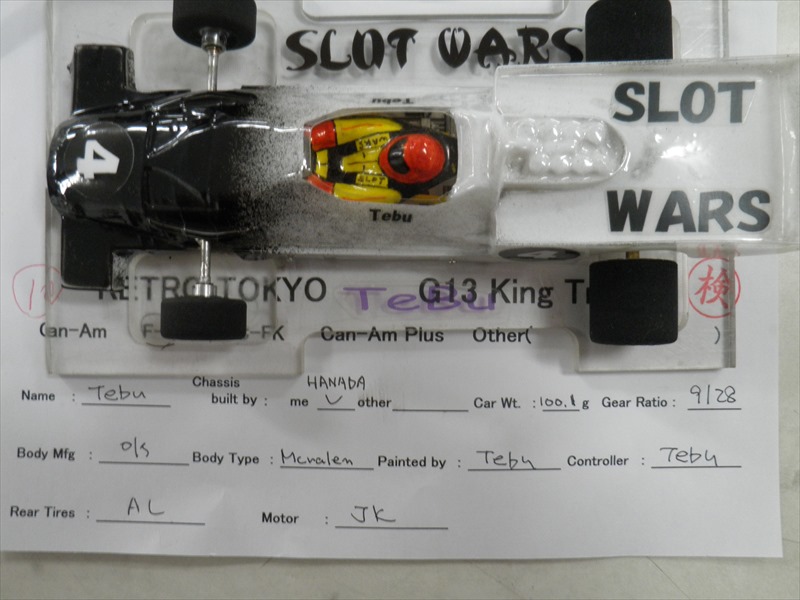 SLOT WARS
SLOT
WARS
4
Tebu
Tebu
4
RETRO TOKYO TeBu G13 King
検
Can-Am Can-Am Plus Other( )
Name : Tebu Chassis built by : me ✓ HANADA other Car Wt. : 100.1 g Gear Ratio : 9/28
Body Mfg : O/S Body Type : Mcralen Painted by : Tebu Controller : Tebu
Rear Tires : AL Motor : JK